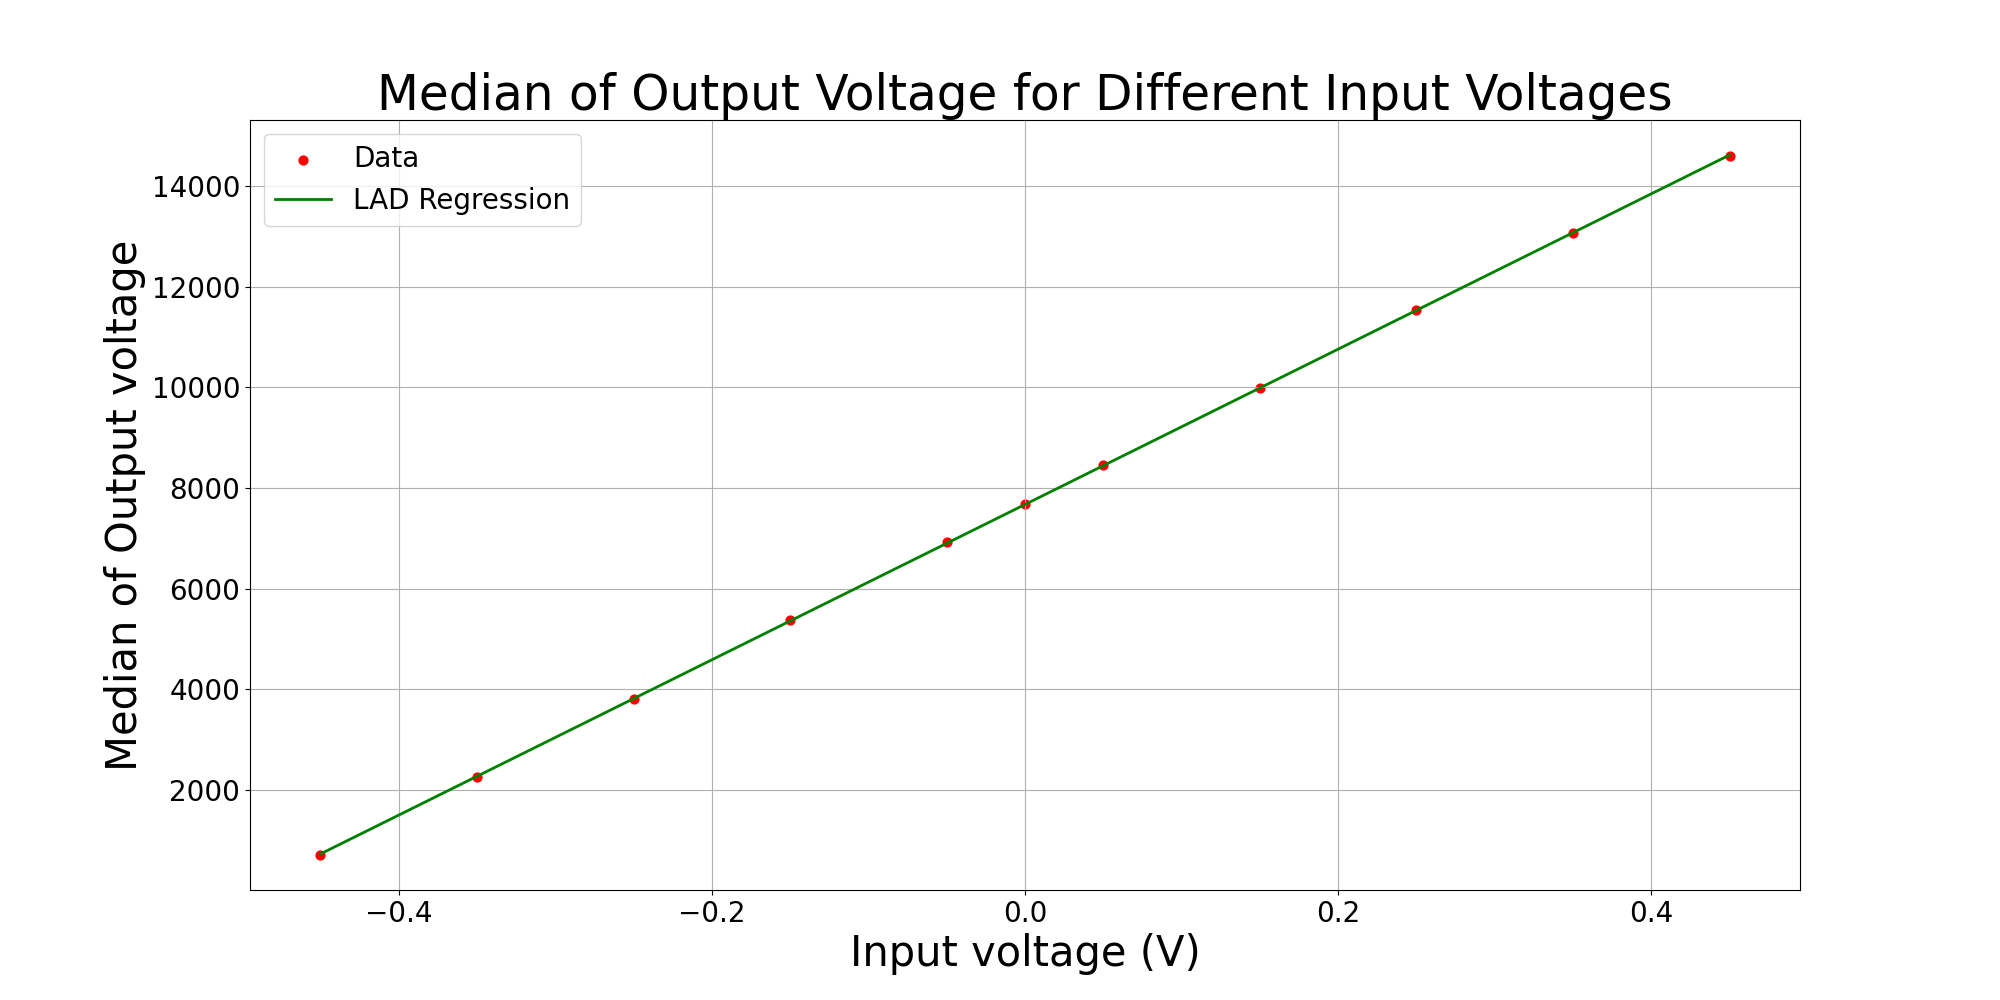 Median of Output Voltage for Different Input Voltages
Data
LAD Regression
Median of Output voltage
14000
12000
10000
8000
6000
4000
2000
−0.4
−0.2
0.0
0.2
0.4
Input voltage (V)